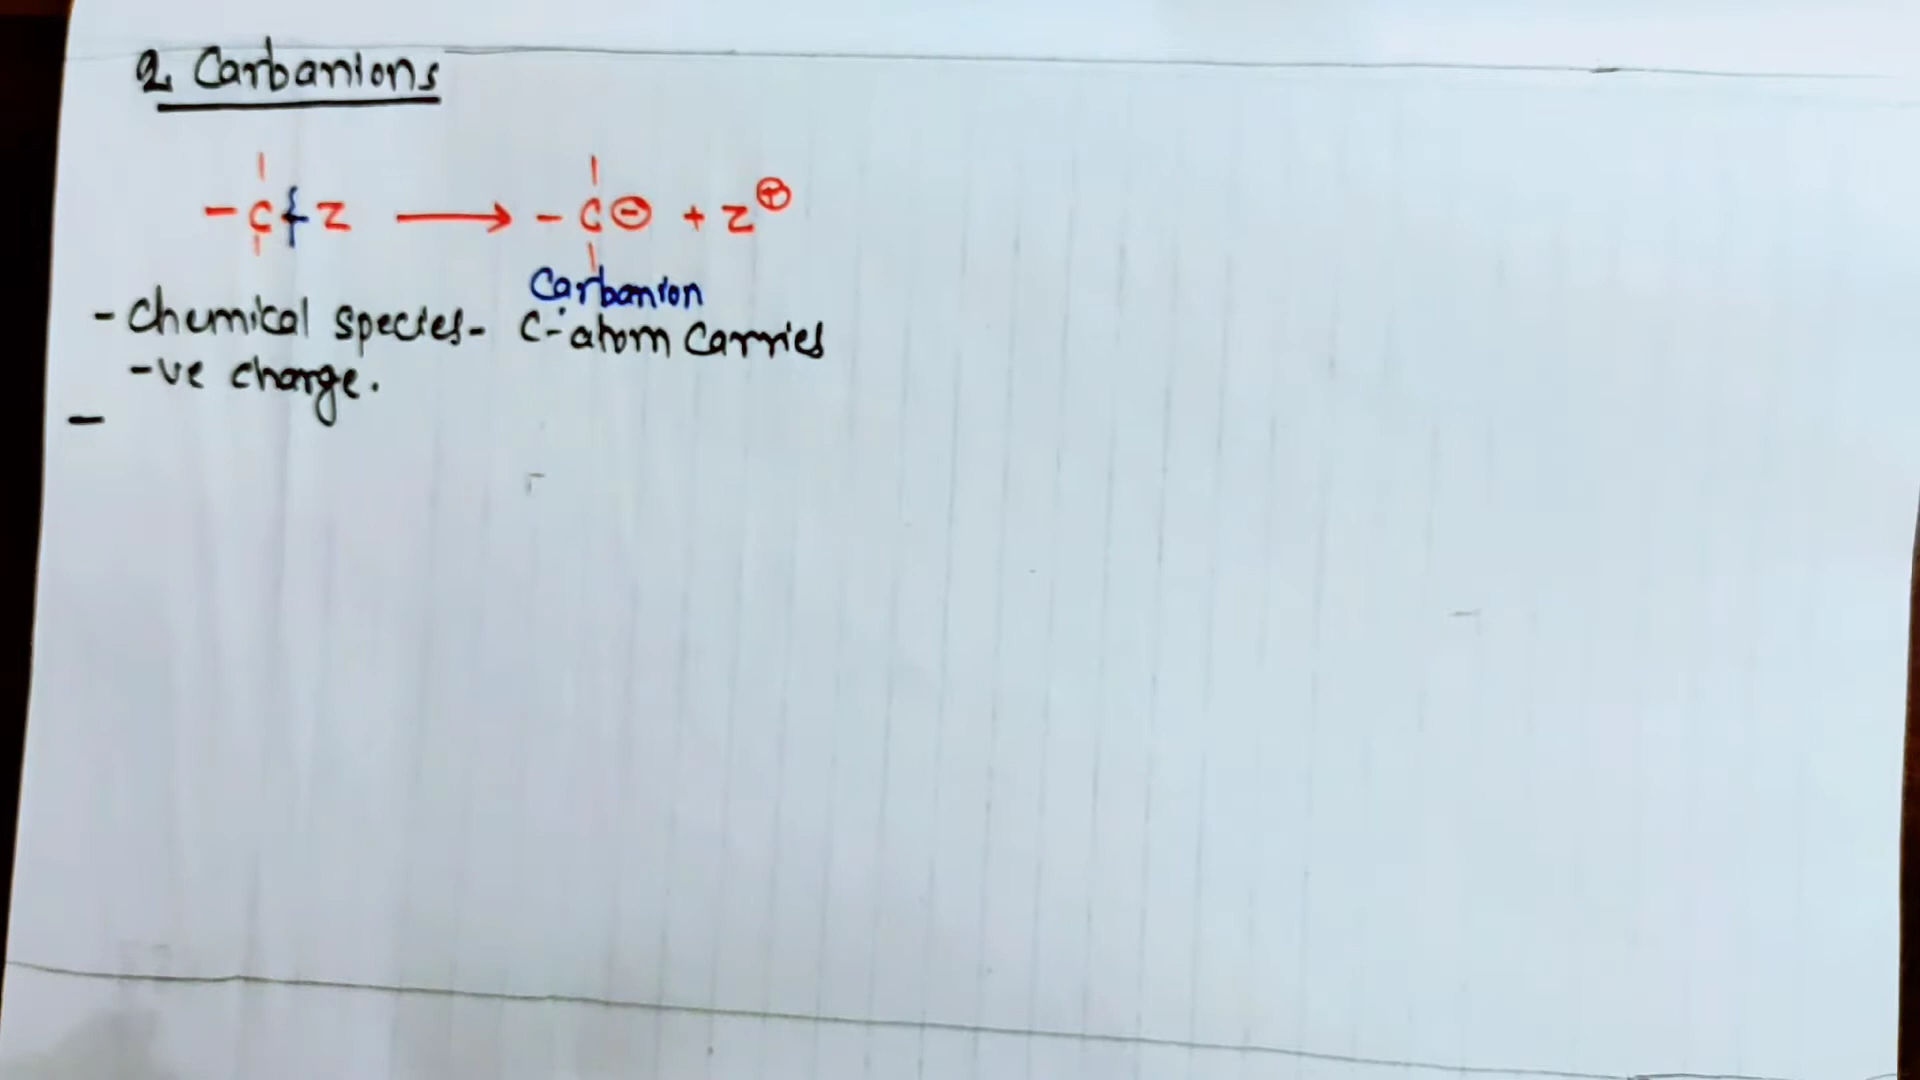 2. Carbanions
-C-Z ⟶ -C⊖ + Z⊕
Carbanion
- Chemical species - C-atom carries
-ve charge.
-